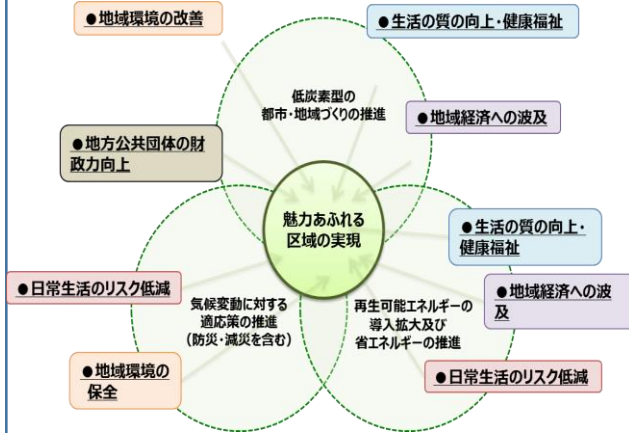 ●地域環境の改善
●生活の質の向上・健康福祉
低炭素型の
都市・地域づくりの推進
●地域経済への波及
●地方公共団体の財
政力向上
魅力あふれる
区域の実現
●生活の質の向上・
健康福祉
●日常生活のリスク低減
気候変動に対する
適応策の推進
(防災・減災を含む)
再生可能エネルギーの
導入拡大及び
省エネルギーの推進
●地域経済への波
及
●地域環境の
保全
●日常生活のリスク低減